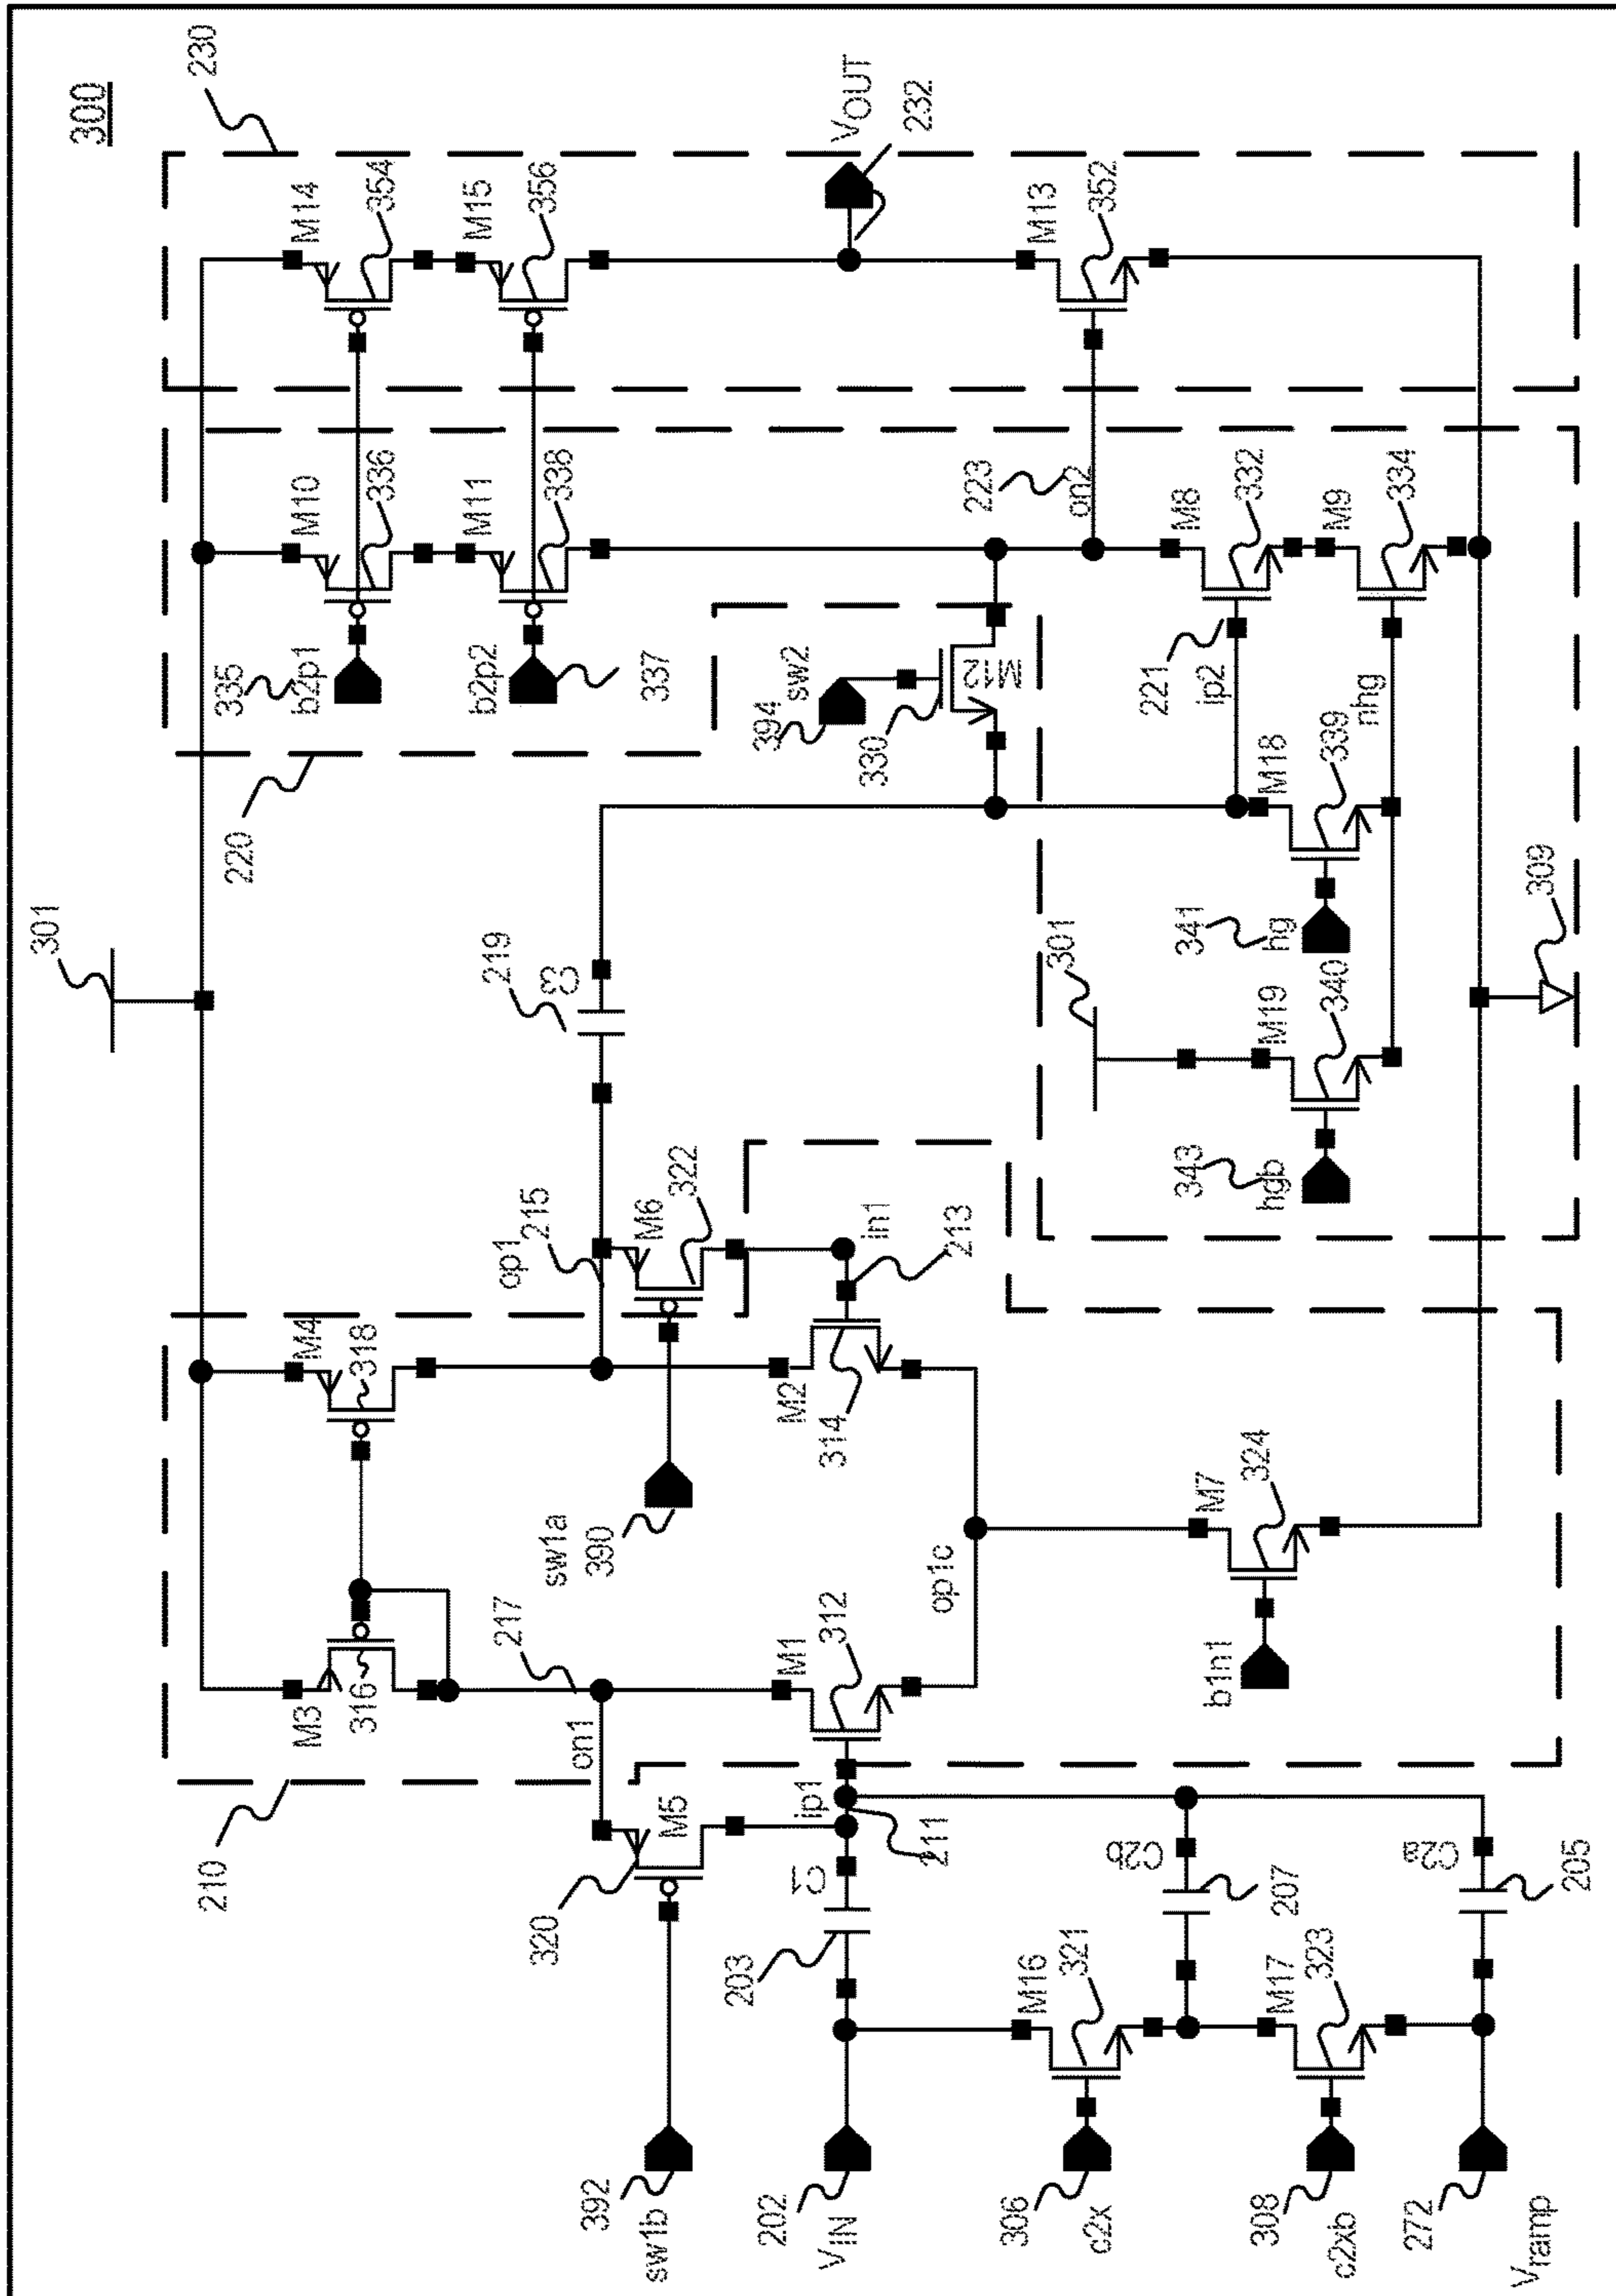 300
301
230
210
220
M3
316
M4
318
335
b2p1
M10
336
M14
354
b2p2
337
M11
338
M15
356
392
sw1b
320
M5
on1
217
sw1a
390
op1
215
M6
322
219
C3
394
sw2
330
M12
VOUT
232
202
VIN
203
C1
ip1
211
M1
312
M2
314
in1
213
223
on2
M13
352
op1c
306
c2x
M16
321
C2b
207
b1n1
M7
324
301
343
hgb
M19
340
341
hg
M18
339
221
ip2
nhg
M8
332
M9
334
308
c2xb
M17
323
272
Vramp
C2a
205
309